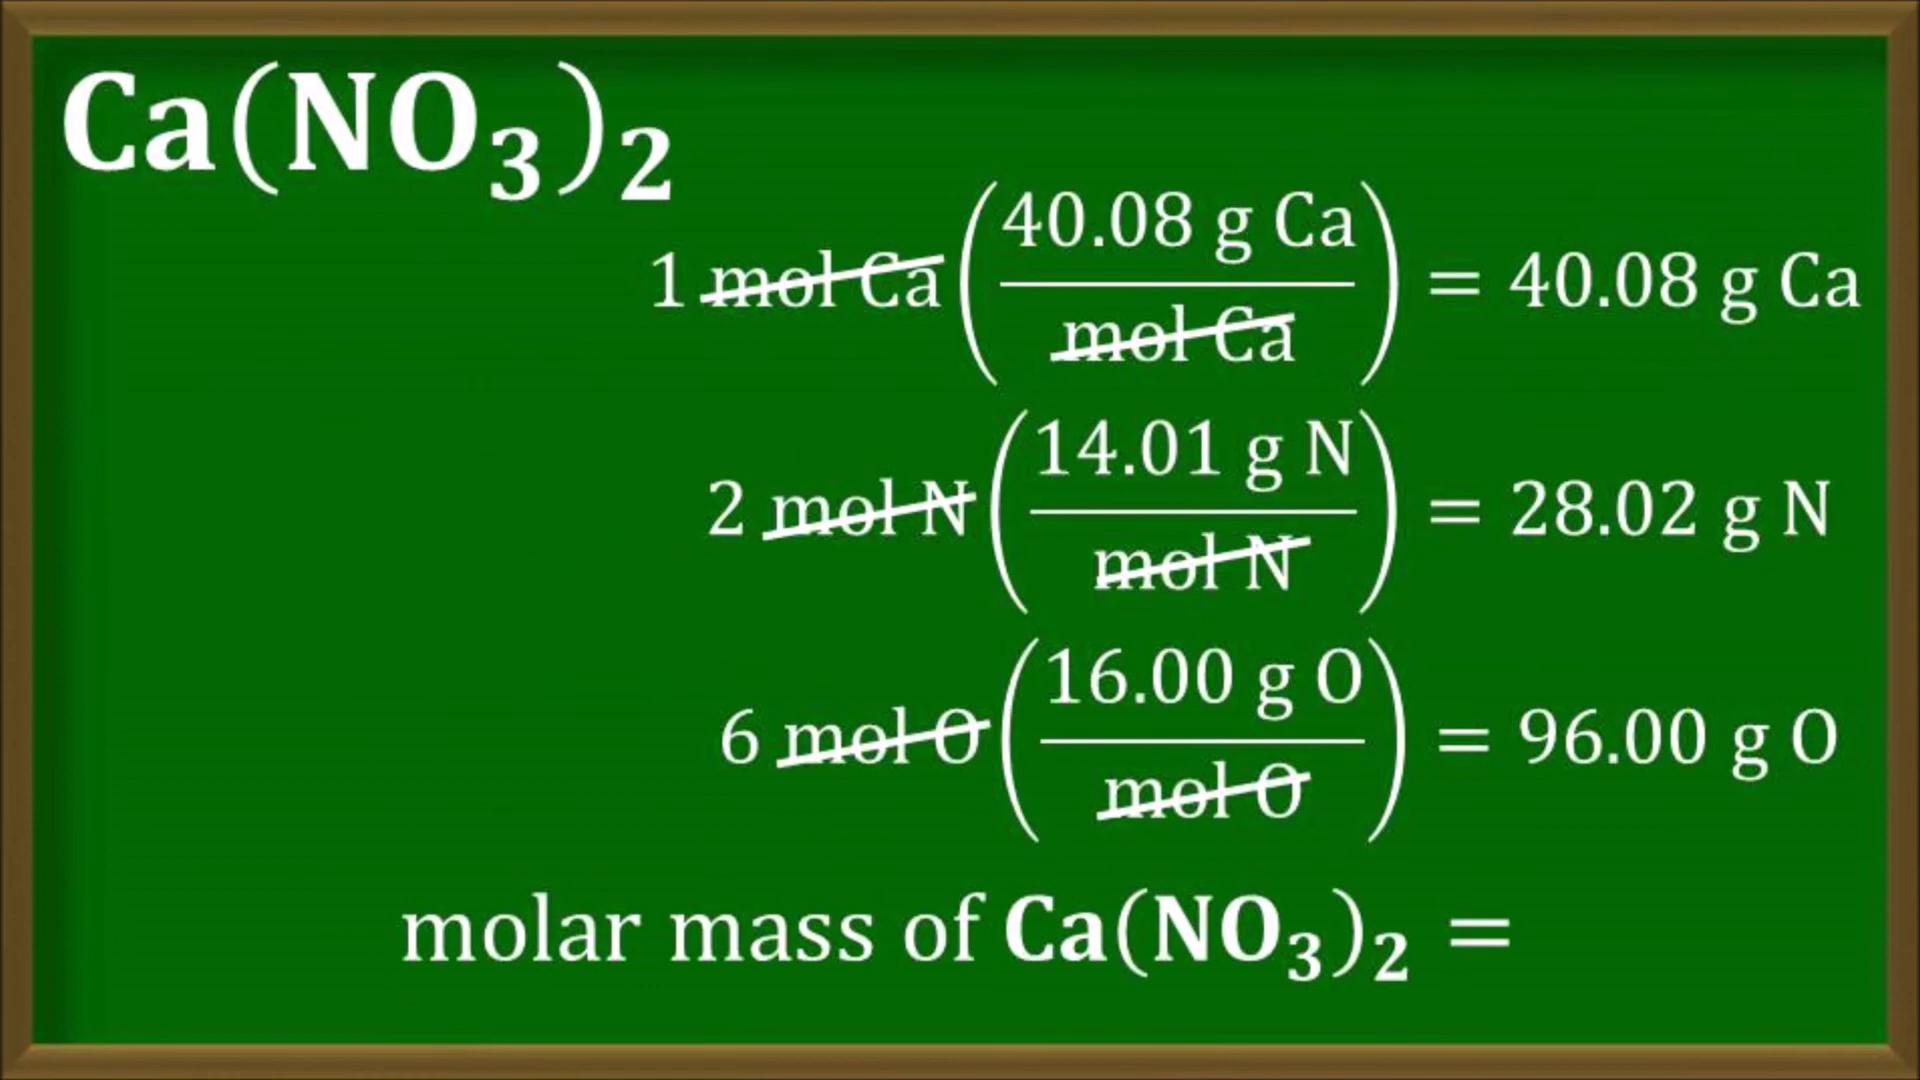 Ca(NO₃)₂
1 mol Ca (40.08 g Ca / mol Ca) = 40.08 g Ca
2 mol N (14.01 g N / mol N) = 28.02 g N
6 mol O (16.00 g O / mol O) = 96.00 g O
molar mass of Ca(NO₃)₂ =